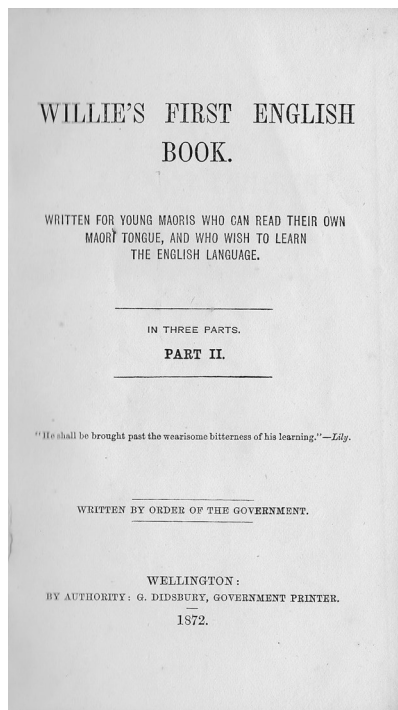 WILLIE'S FIRST ENGLISH
BOOK.
WRITTEN FOR YOUNG MAORIS WHO CAN READ THEIR OWN
MAORI TONGUE, AND WHO WISH TO LEARN
THE ENGLISH LANGUAGE.
IN THREE PARTS.
PART II.
"He shall be brought past the wearisome bitterness of his learning."—Lily.
WRITTEN BY ORDER OF THE GOVERNMENT.
WELLINGTON:
BY AUTHORITY: G. DIDSBURY, GOVERNMENT PRINTER.
1872.